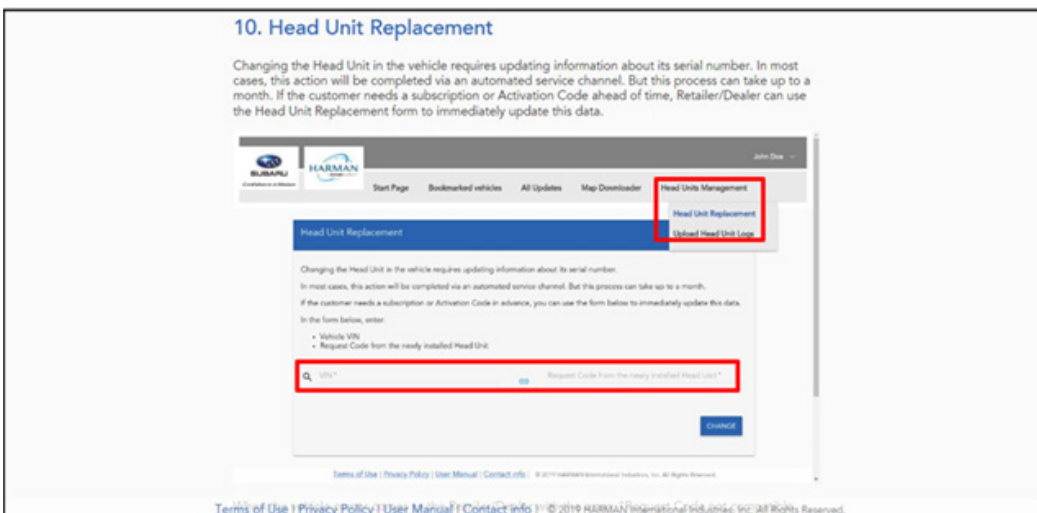 10. Head Unit Replacement
Changing the Head Unit in the vehicle requires updating information about its serial number. In most
cases, this action will be completed via an automated service channel. But this process can take up to a
month. If the customer needs a subscription or Activation Code ahead of time, Retailer/Dealer can use
the Head Unit Replacement form to immediately update this data.
John Doe
SUBARU
HARMAN
Start Page Bookmarked vehicles All Updates Map Downloader Head Units Management
Head Unit Replacement
Upload Head Unit Logs
Head Unit Replacement
Changing the Head Unit in the vehicle requires updating information about its serial number.
In most cases, this action will be completed via an automated service channel. But this process can take up to a month.
If the customer needs a subscription or Activation Code in advance, you can use the form below to immediately update this data.
In the form below, enter:
• Vehicle VIN
• Request Code from the newly installed Head Unit
VIN *
Request Code from the newly installed Head Unit *
CHANGE
Terms of Use | Privacy Policy | User Manual | Contact info | © 2019 HARMAN International Industries, Inc. All Rights Reserved.
Terms of Use | Privacy Policy | User Manual | Contact info | © 2019 HARMAN International Industries, Inc. All Rights Reserved.